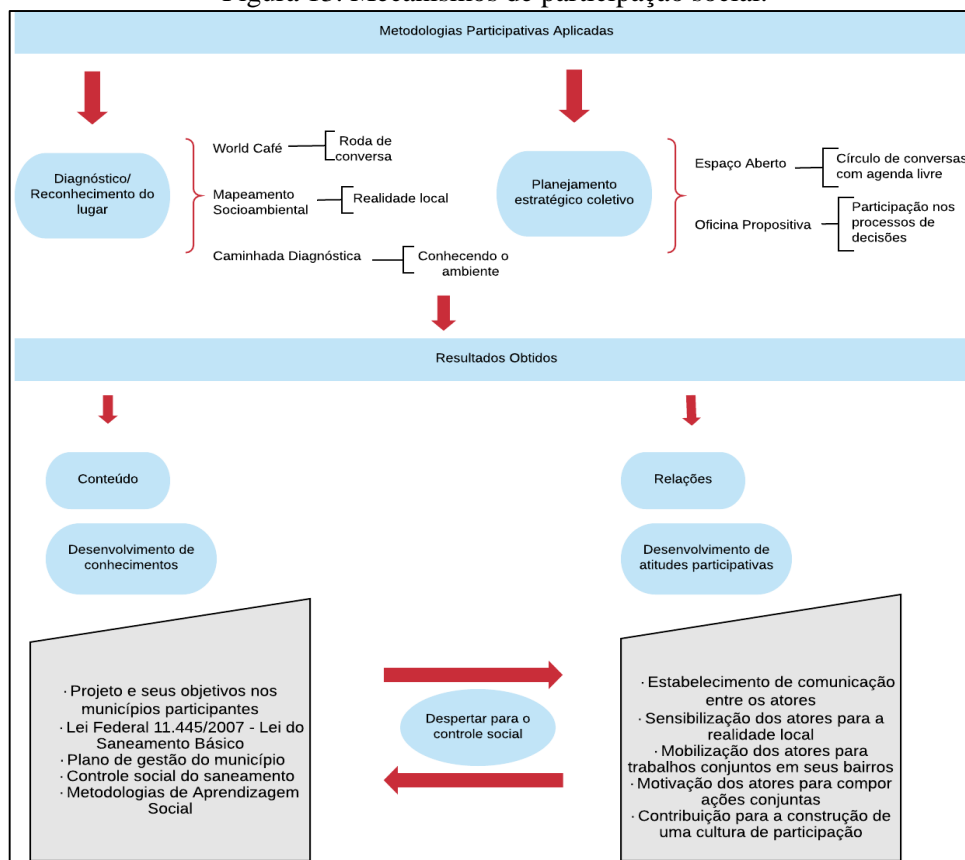 Figura 13: Mecanismos de participação social.
Metodologias Participativas Aplicadas
Diagnóstico/
Reconhecimento do
lugar
World Café
Roda de
conversa
Mapeamento
Socioambiental
Realidade local
Caminhada Diagnóstica
Conhecendo o
ambiente
Planejamento
estratégico coletivo
Espaço Aberto
Círculo de conversas
com agenda livre
Oficina Propositiva
Participação nos
processos de
decisões
Resultados Obtidos
Conteúdo
Desenvolvimento de
conhecimentos
· Projeto e seus objetivos nos
municípios participantes
· Lei Federal 11.445/2007 - Lei do
Saneamento Básico
· Plano de gestão do município
· Controle social do saneamento
· Metodologias de Aprendizagem
Social
Despertar para o
controle social
Relações
Desenvolvimento de
atitudes participativas
· Estabelecimento de comunicação
entre os atores
· Sensibilização dos atores para a
realidade local
· Mobilização dos atores para
trabalhos conjuntos em seus bairros
· Motivação dos atores para compor
ações conjuntas
· Contribuição para a construção de
uma cultura de participação